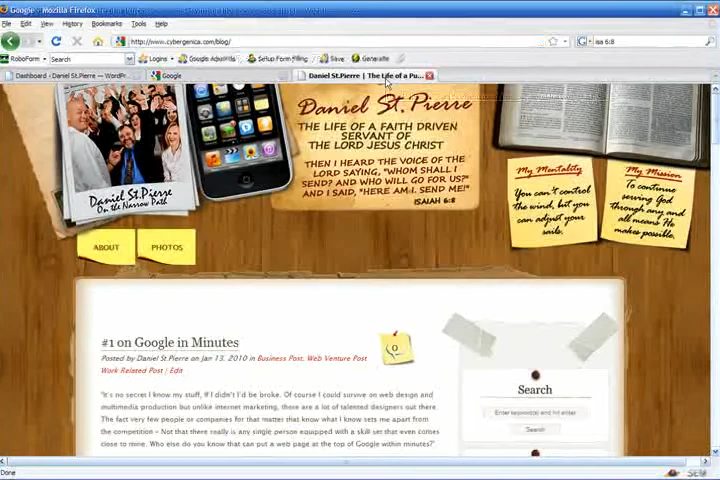 Google - Mozilla Firefox
File Edit View History Bookmarks Tools Help
http://www.cybergenica.com/blog/
isa 6:8
RoboForm Search Logins Google AdWords Setup Form Filling Save Generate
Dashboard ‹ Daniel St.Pierre — WordPr...
Google
Daniel St.Pierre | The Life of a Pu...
Daniel St.Pierre
THE LIFE OF A FAITH DRIVEN
SERVANT OF
THE LORD JESUS CHRIST
THEN I HEARD THE VOICE OF THE
LORD SAYING, "WHOM SHALL I
SEND? AND WHO WILL GO FOR US?"
AND I SAID, "HERE AM I. SEND ME!"
ISAIAH 6:8
Daniel St.Pierre
On the Narrow Path
My Mentality
You can't control
the wind, but you
can adjust your
sails.
My Mission
To continue
serving God
through any and
all means He
makes possible.
ABOUT
PHOTOS
#1 on Google in Minutes
Posted by Daniel St Pierre on Jan 13, 2010 in Business Post, Web Venture Post
Work Related Post | Edit
0
"It's no secret I know my stuff, if I didn't I'd be broke. Of course I could survive on web design and
multimedia production but unlike internet marketing, there are a lot of talented designers out there.
The fact very few people or companies for that matter know what I know sets me apart from
the competition - Not that there really is any single person equipped with a skill set that even comes
close to mine. Who else do you know that can put a web page at the top of Google within minutes?"
Search
Enter keyword(s) and hit enter
Search
Done